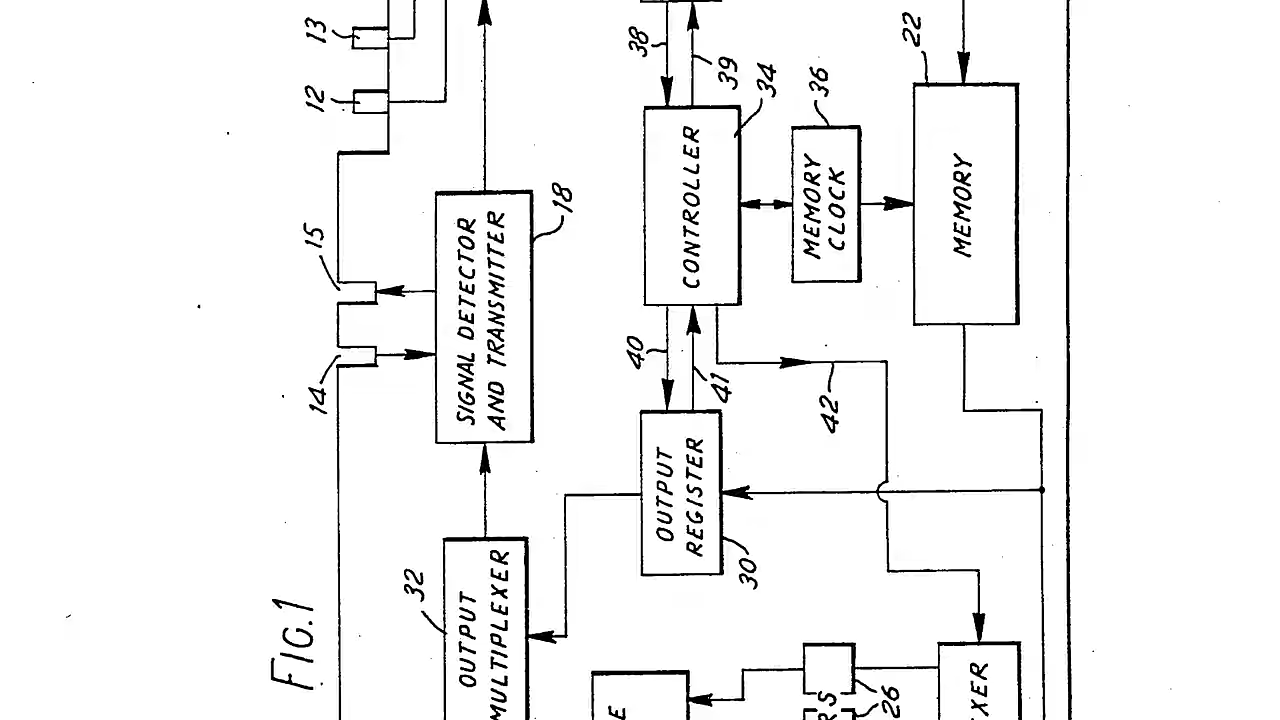 FIG.1
14
15
12
13
32
OUTPUT
MULTIPLEXER
SIGNAL DETECTOR
AND TRANSMITTER
18
OUTPUT
REGISTER
30
40
41
42
CONTROLLER
34
38
39
MEMORY
CLOCK
36
MEMORY
22
26